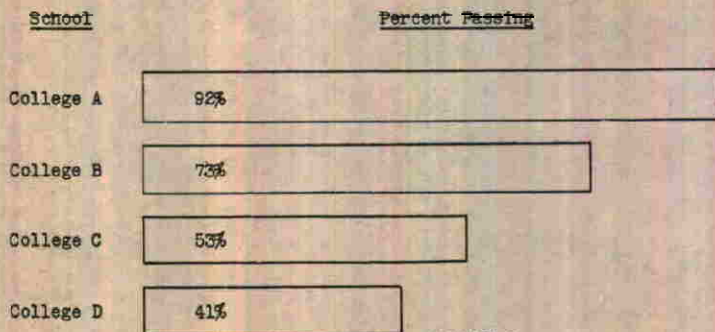 School Percent Passing
College A 92%
College B 73%
College C 53%
College D 41%